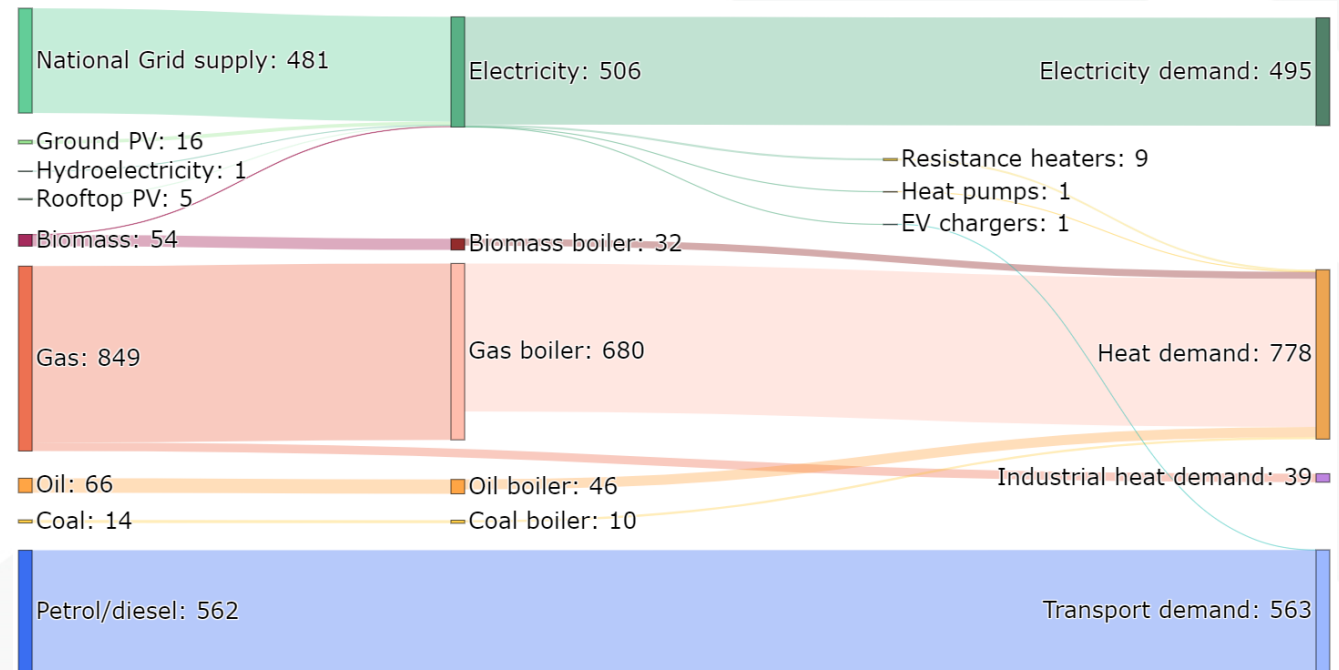 National Grid supply: 481
Electricity: 506
Electricity demand: 495
Ground PV: 16
Hydroelectricity: 1
Rooftop PV: 5
Resistance heaters: 9
Heat pumps: 1
EV chargers: 1
Biomass: 54
Biomass boiler: 32
Gas: 849
Gas boiler: 680
Heat demand: 778
Industrial heat demand: 39
Oil: 66
Oil boiler: 46
Coal: 14
Coal boiler: 10
Petrol/diesel: 562
Transport demand: 563